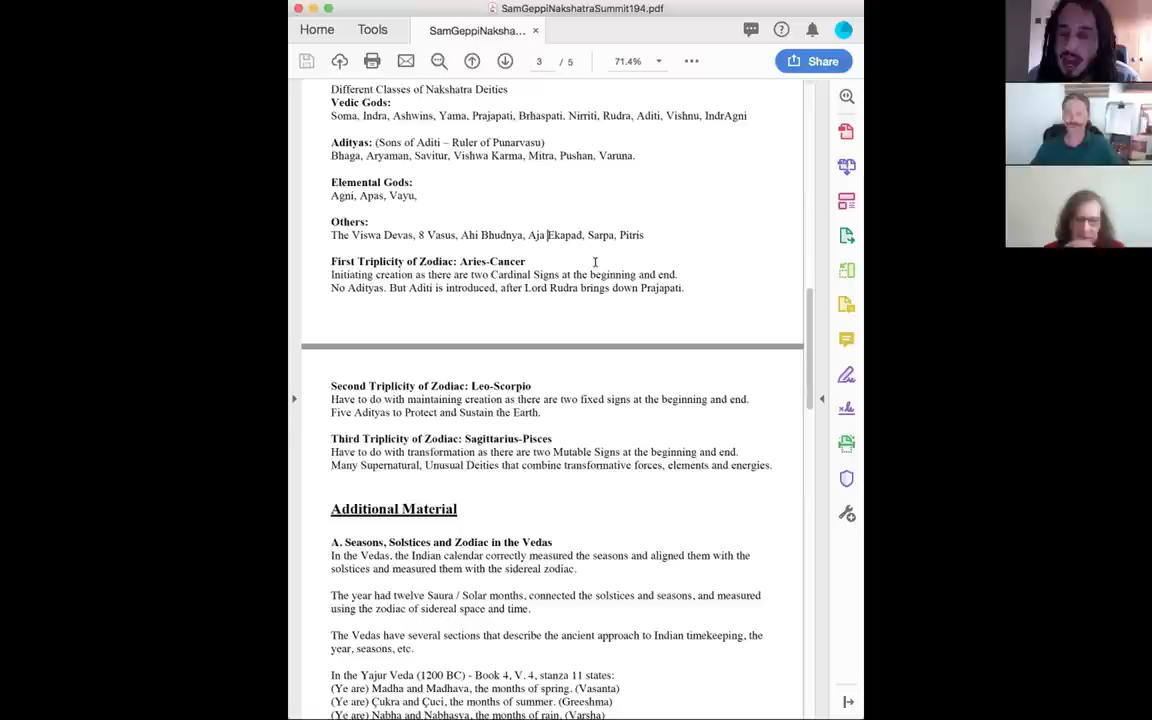 SamGeppiNakshatraSummit194.pdf
Home Tools SamGeppiNaksha... ×
3 / 5 71.4%
Share
Different Classes of Nakshatra Deities
Vedic Gods:
Soma, Indra, Ashwins, Yama, Prajapati, Brhaspati. Nirriti, Rudra, Aditi, Vishnu, IndrAgni
Adityas: (Sons of Aditi – Ruler of Punarvasu)
Bhaga, Aryaman, Savitur, Vishwa Karma, Mitra, Pushan, Varuna.
Elemental Gods:
Agni, Apas, Vayu,
Others:
The Viswa Devas, 8 Vasus, Ahi Bhudnya, Aja Ekapad, Sarpa, Pitris
First Triplicity of Zodiac: Aries-Cancer
Initiating creation as there are two Cardinal Signs at the beginning and end.
No Adityas. But Aditi is introduced, after Lord Rudra brings down Prajapati.
Second Triplicity of Zodiac: Leo-Scorpio
Have to do with maintaining creation as there are two fixed signs at the beginning and end.
Five Adityas to Protect and Sustain the Earth.
Third Triplicity of Zodiac: Sagittarius-Pisces
Have to do with transformation as there are two Mutable Signs at the beginning and end.
Many Supernatural, Unusual Deities that combine transformative forces, elements and energies.
Additional Material
A. Seasons, Solstices and Zodiac in the Vedas
In the Vedas, the Indian calendar correctly measured the seasons and aligned them with the
solstices and measured them with the sidereal zodiac.
The year had twelve Saura / Solar months, connected the solstices and seasons, and measured
using the zodiac of sidereal space and time.
The Vedas have several sections that describe the ancient approach to Indian timekeeping, the
year, seasons, etc.
In the Yajur Veda (1200 BC) - Book 4, V. 4, stanza 11 states:
(Ye are) Madha and Madhava, the months of spring. (Vasanta)
(Ye are) Çukra and Çuci, the months of summer. (Greeshma)
(Ye are) Nabha and Nabhasya, the months of rain. (Varsha)